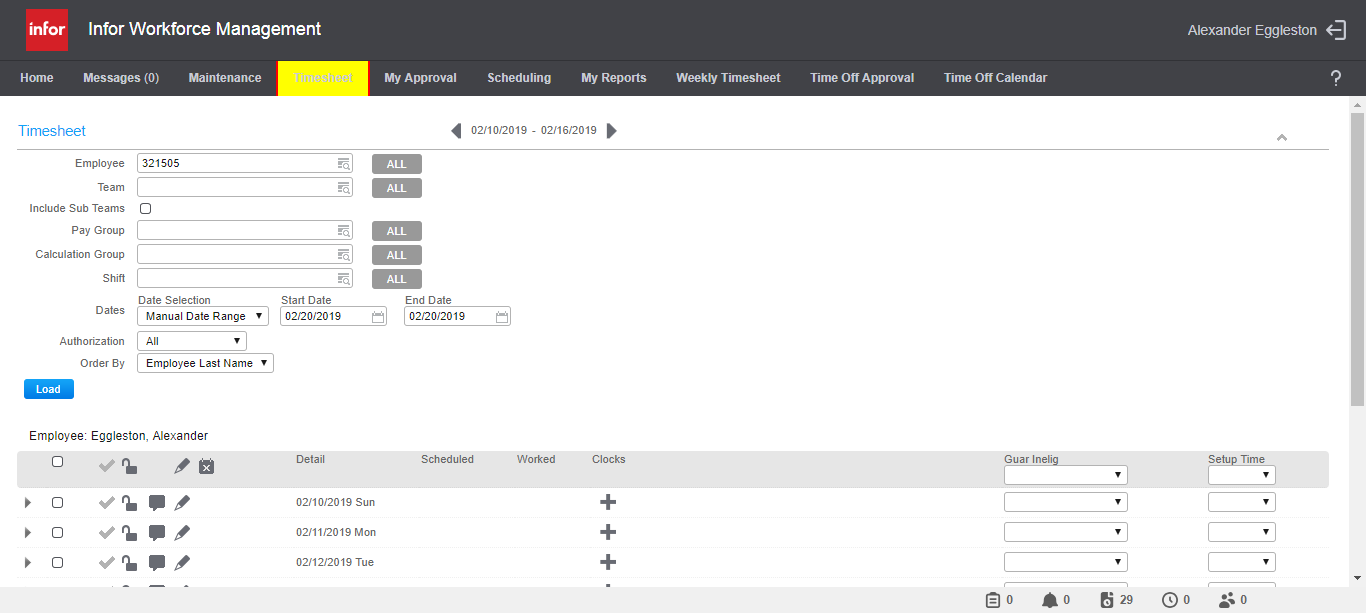 infor Infor Workforce Management Alexander Eggleston
Home Messages (0) Maintenance Timesheet My Approval Scheduling My Reports Weekly Timesheet Time Off Approval Time Off Calendar ?
Timesheet 02/10/2019 - 02/16/2019
Employee 321505 ALL
Team ALL
Include Sub Teams
Pay Group ALL
Calculation Group ALL
Shift ALL
Date Selection Start Date End Date
Dates Manual Date Range 02/20/2019 02/20/2019
Authorization All
Order By Employee Last Name
Load
Employee: Eggleston, Alexander
Detail Scheduled Worked Clocks Guar Inelig Setup Time
02/10/2019 Sun
02/11/2019 Mon
02/12/2019 Tue
0 0 29 0 0